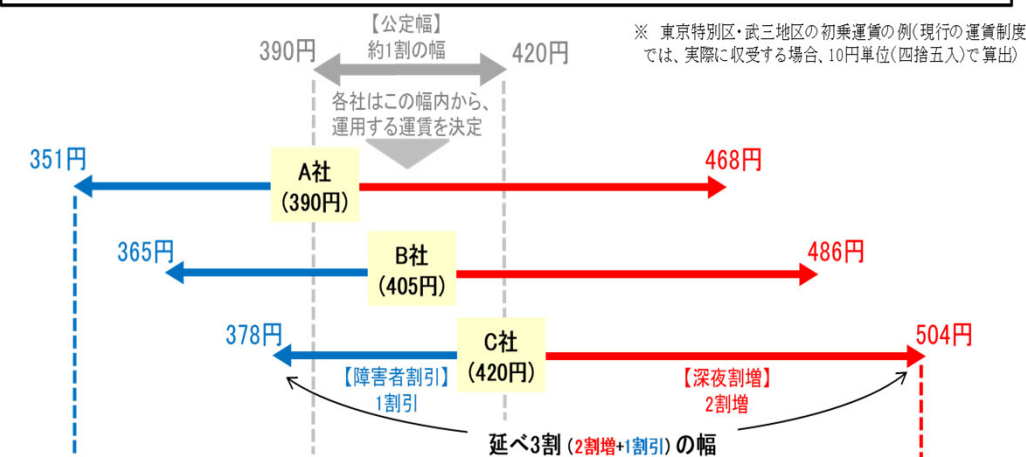 【公定幅】
390円
約1割の幅
420円
※ 東京特別区・武三地区の初乗運賃の例(現行の運賃制度
では、実際に収受する場合、10円単位(四捨五入)で算出)
各社はこの幅内から、
運用する運賃を決定
351円
A社
(390円)
468円
365円
B社
(405円)
486円
378円
C社
(420円)
504円
【障害者割引】
1割引
【深夜割増】
2割増
延べ3割 (2割増+1割引) の幅